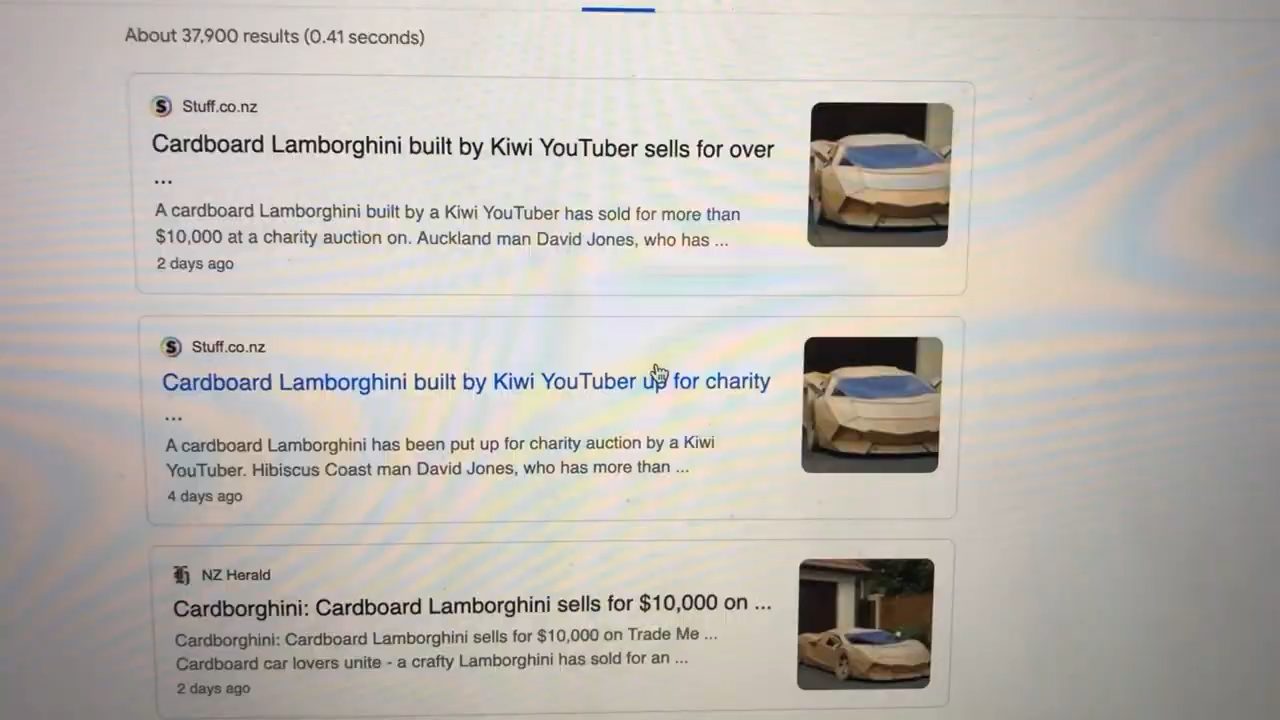 About 37,900 results (0.41 seconds)
Stuff.co.nz
Cardboard Lamborghini built by Kiwi YouTuber sells for over
...
A cardboard Lamborghini built by a Kiwi YouTuber has sold for more than
$10,000 at a charity auction on. Auckland man David Jones, who has ...
2 days ago
Stuff.co.nz
Cardboard Lamborghini built by Kiwi YouTuber up for charity
...
A cardboard Lamborghini has been put up for charity auction by a Kiwi
YouTuber. Hibiscus Coast man David Jones, who has more than ...
4 days ago
NZ Herald
Cardborghini: Cardboard Lamborghini sells for $10,000 on ...
Cardborghini: Cardboard Lamborghini sells for $10,000 on Trade Me ...
Cardboard car lovers unite - a crafty Lamborghini has sold for an ...
2 days ago